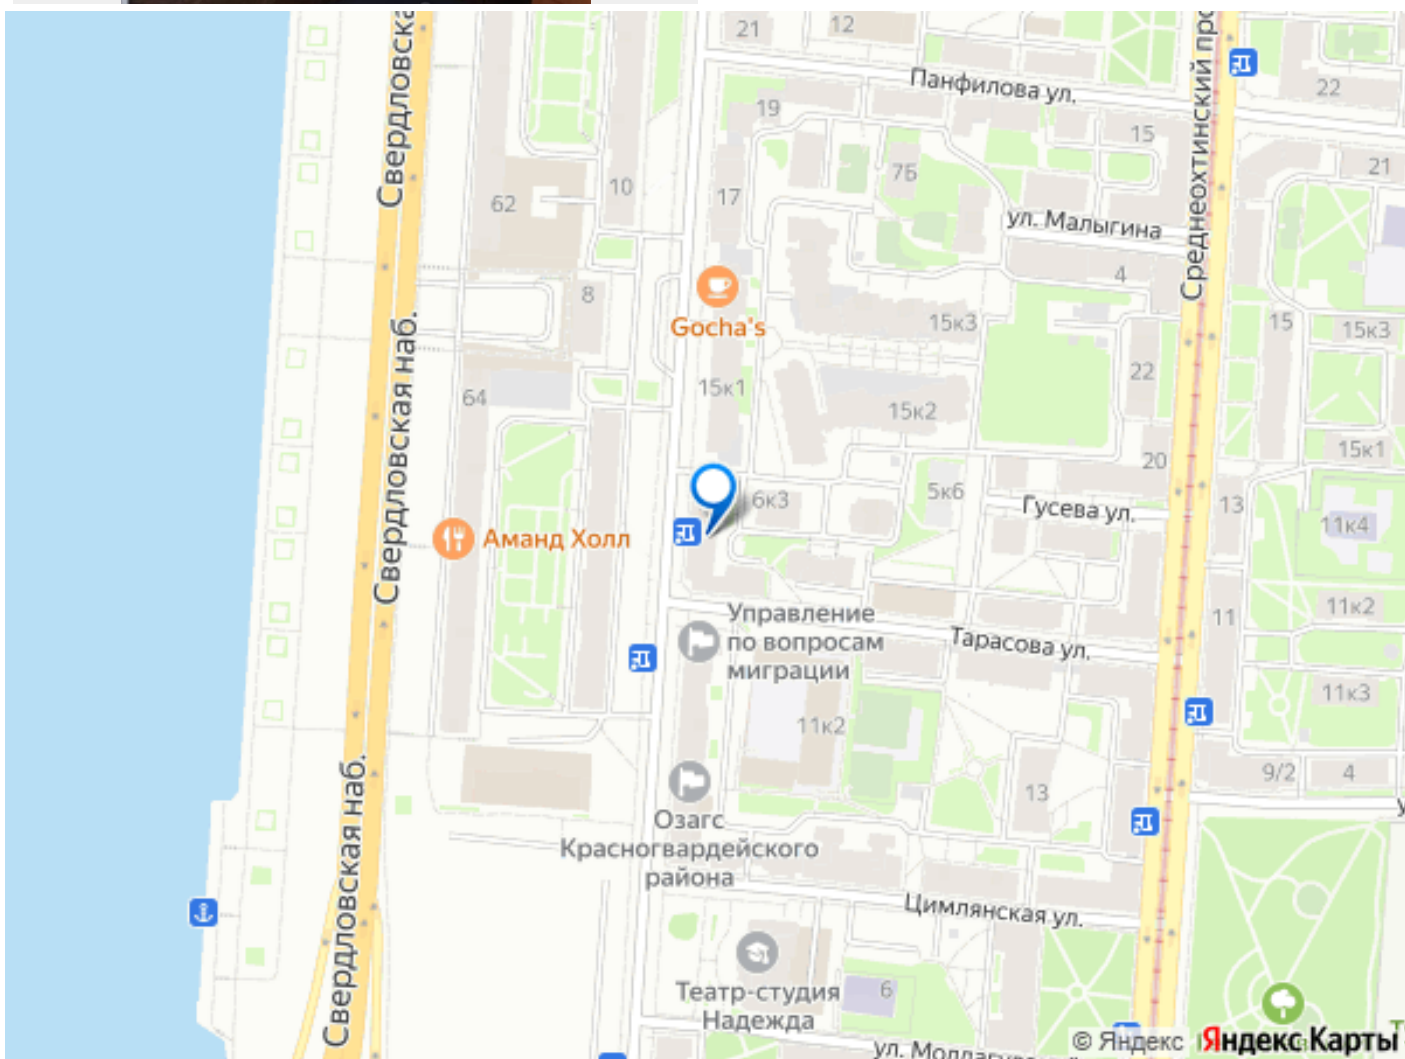 Свердловская
21
12
Среднеохтинский про
Панфилова ул.
22
19
15
21
7Б
10
17
62
ул. Малыгина
4
8
Gocha's
15к3
15
15к3
Свердловская наб.
15к1
22
64
15к2
15к1
20
6к3
5к6
Гусева ул.
13
11к4
Аманд Холл
Управление
по вопросам
миграции
Тарасова ул.
11
11к2
11к3
11к2
9/2
4
13
Озагс
Красногвардейского
района
Свердловская наб.
Цимлянская ул.
Театр-студия
Надежда
6
© Яндекс
Яндекс Карты